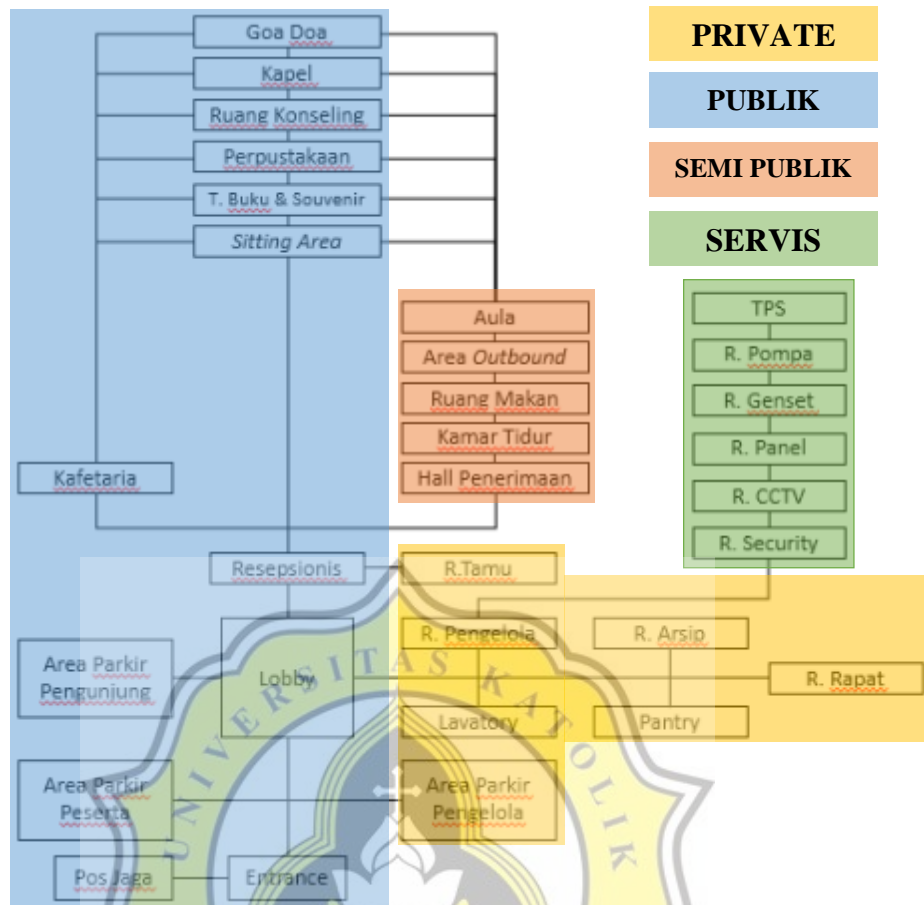 Goa Doa
Kapel
Ruang Konseling
Perpustakaan
T. Buku & Souvenir
Sitting Area
PRIVATE
PUBLIK
SEMI PUBLIK
SERVIS
Aula
Area Outbound
Ruang Makan
Kamar Tidur
Hall Penerimaan
TPS
R. Pompa
R. Genset
R. Panel
R. CCTV
R. Security
Kafetaria
Resepsionis
R.Tamu
R. Pengelola
R. Arsip
Area Parkir
Pengunjung
Lobby
R. Rapat
Lavatory
Pantry
Area Parkir
Peserta
Area Parkir
Pengelola
Pos Jaga
Entrance
UNIVERSITAS KATOLIK